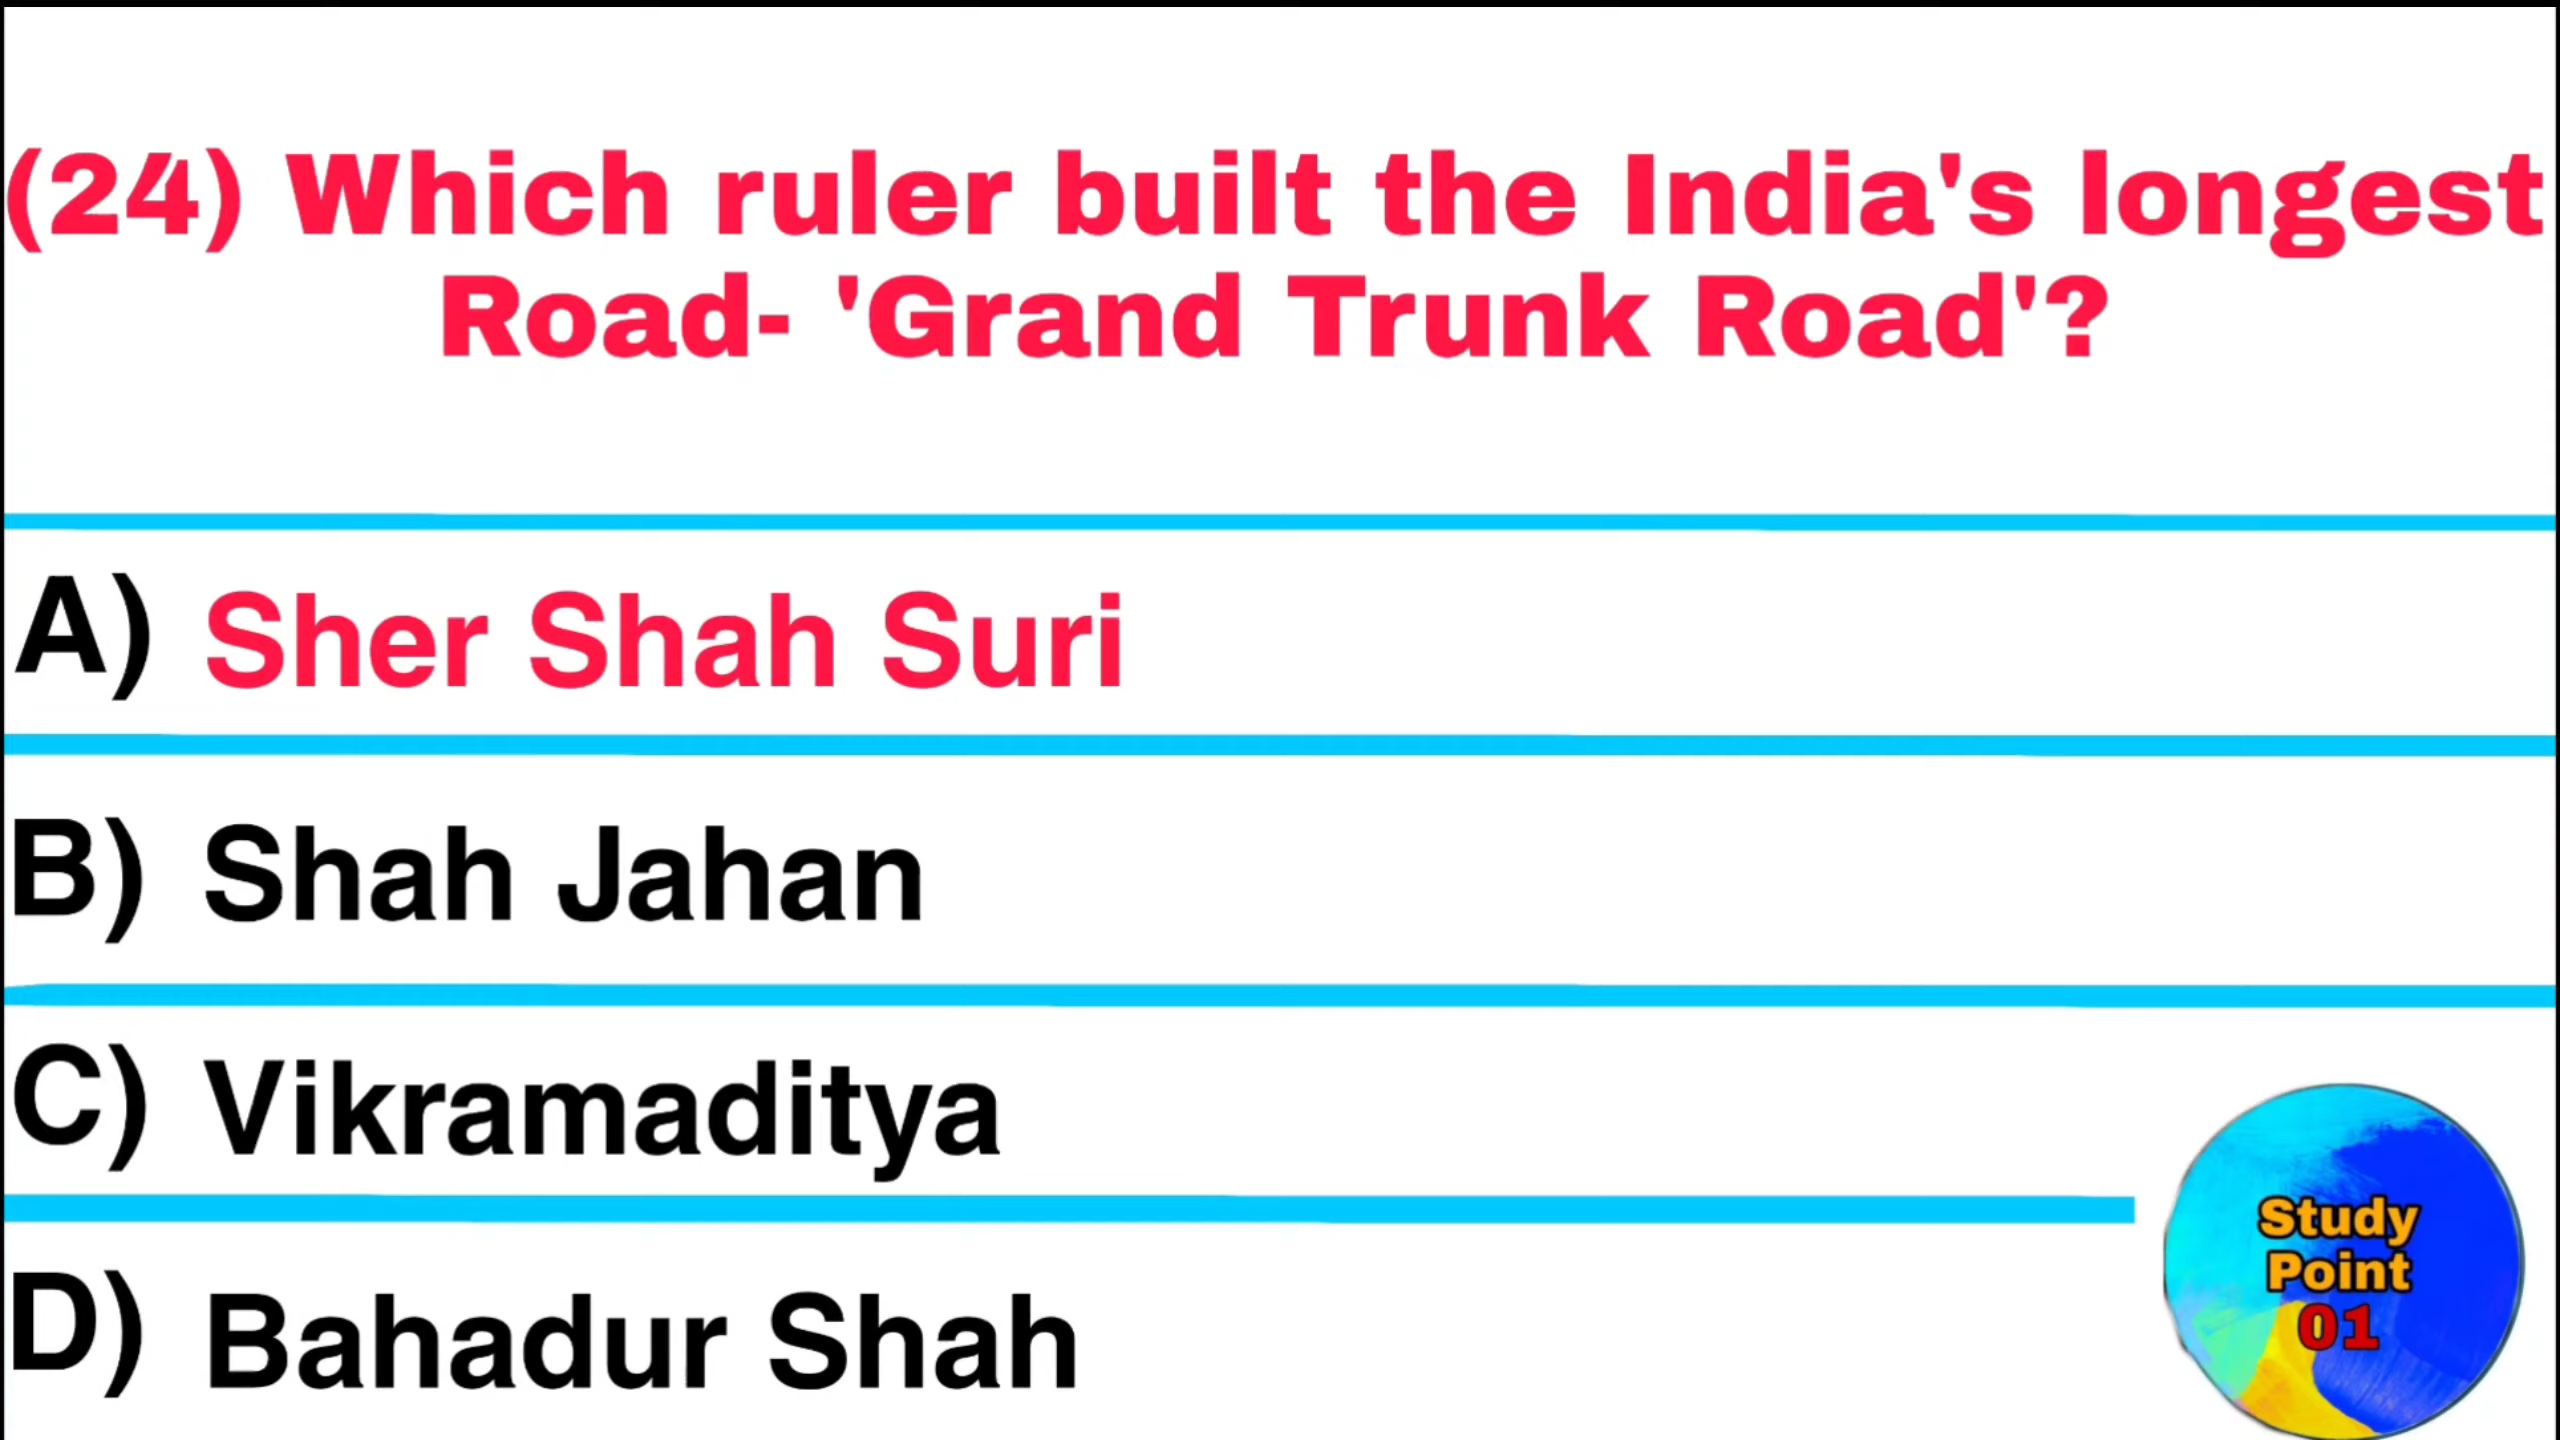 (24) Which ruler built the India's longest
Road- 'Grand Trunk Road'?
A) Sher Shah Suri
B) Shah Jahan
C) Vikramaditya
D) Bahadur Shah
Study
Point
01